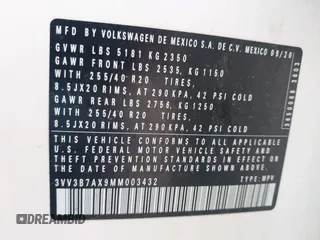 MFD BY VOLKSWAGEN DE MEXICO S.A. DE C.V. MEXICO 09/20
GVWR LBS 5181 KG 2350
GAWR FRONT LBS 2535, KG 1150
WITH 255/40 R20 TIRES,
8.5JX20 RIMS, AT 290 KPA, 42 PSI COLD
GAWR REAR LBS 2756, KG 1250
WITH 255/40 R20 TIRES,
8.5JX20 RIMS, AT 290 KPA, 42 PSI COLD
THIS VEHICLE CONFORMS TO ALL APPLICABLE
FEDERAL MOTOR VEHICLE SAFETY
STANDARDS IN EFFECT ON THE DATE OF
MANUFACTURE SHOWN ABOVE.
3VV3B7AX9MM003432
TYPE: MPV
DREAMBID